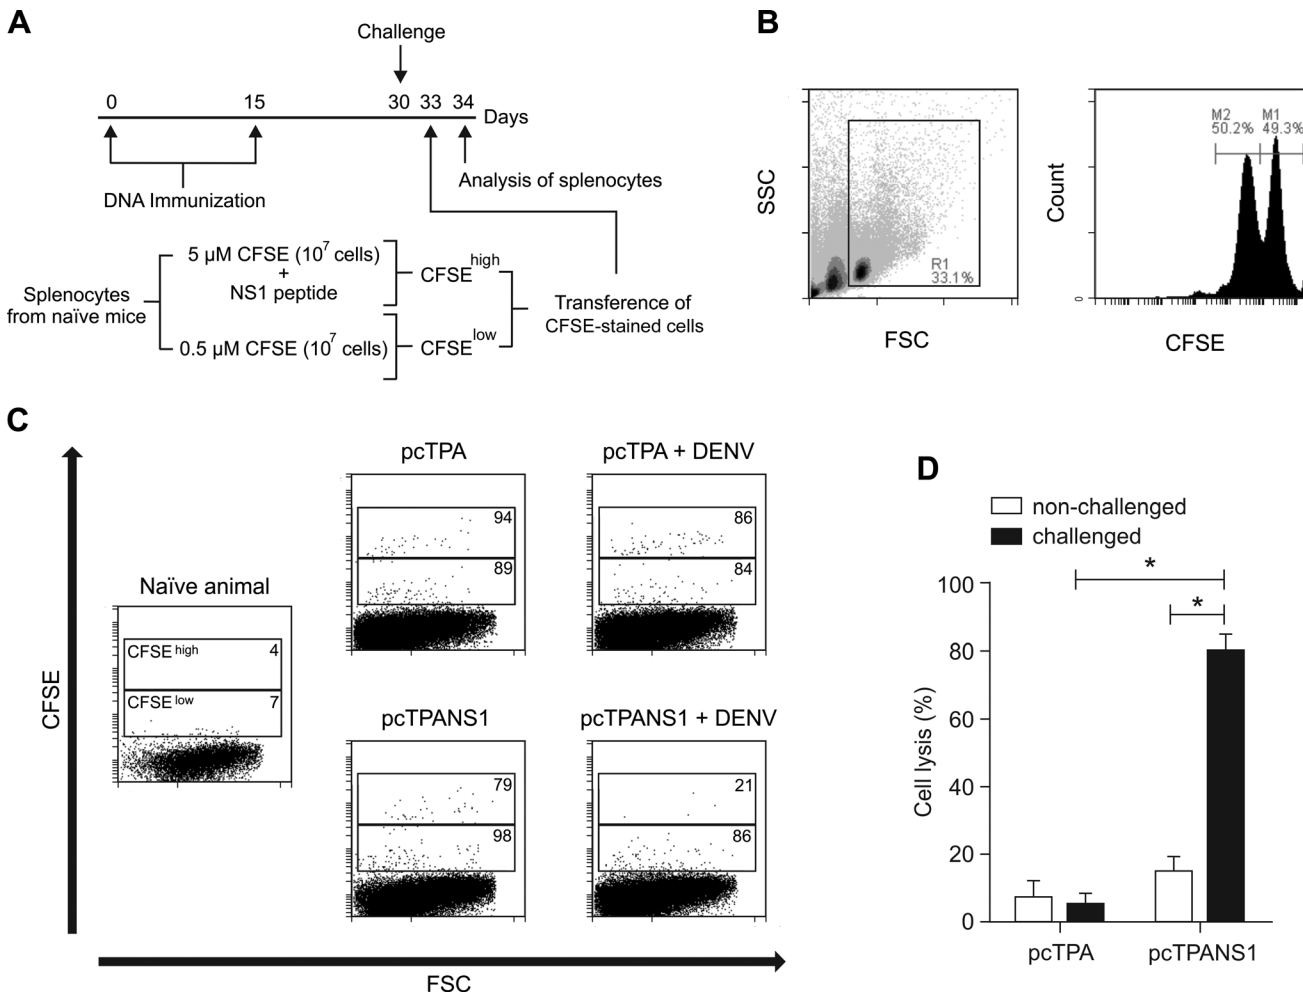 A
Challenge
0 15 30 33 34
Days
DNA Immunization
Analysis of splenocytes
Splenocytes
from naïve mice
5 µM CFSE (10⁷ cells)
+
NS1 peptide
0.5 µM CFSE (10⁷ cells)
CFSE high
CFSE low
Transference of
CFSE-stained cells
B
SSC
R1
33.1%
FSC
Count
M2 M1
50.2% 49.3%
0
CFSE
C
CFSE
Naïve animal
CFSE high 4
CFSE low 7
pcTPA
94
89
pcTPA + DENV
86
84
pcTPANS1
79
98
pcTPANS1 + DENV
21
86
FSC
D
non-challenged
challenged
*
*
Cell lysis (%)
100
80
60
40
20
0
pcTPA pcTPANS1